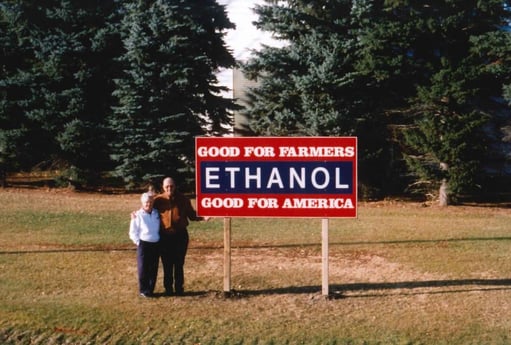 GOOD FOR FARMERS
ETHANOL
GOOD FOR AMERICA